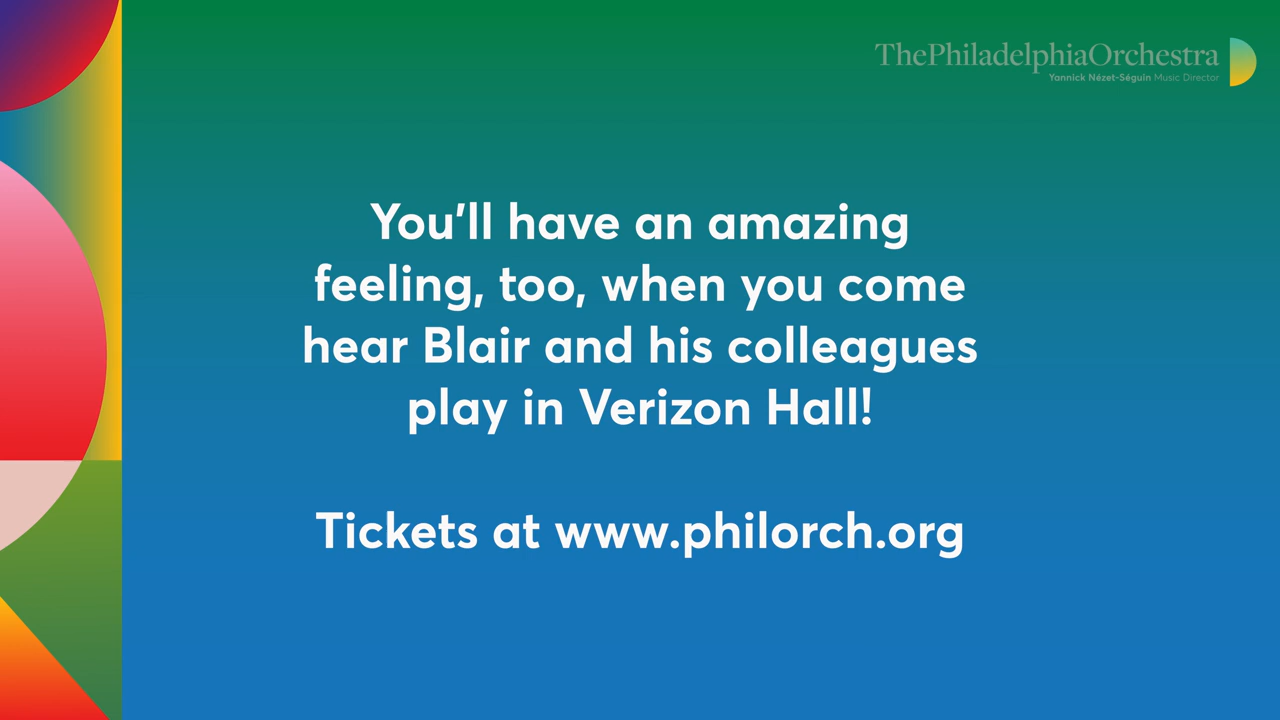 ThePhiladelphiaOrchestra
Yannick Nézet-Séguin Music Director
You’ll have an amazing
feeling, too, when you come
hear Blair and his colleagues
play in Verizon Hall!
Tickets at www.philorch.org